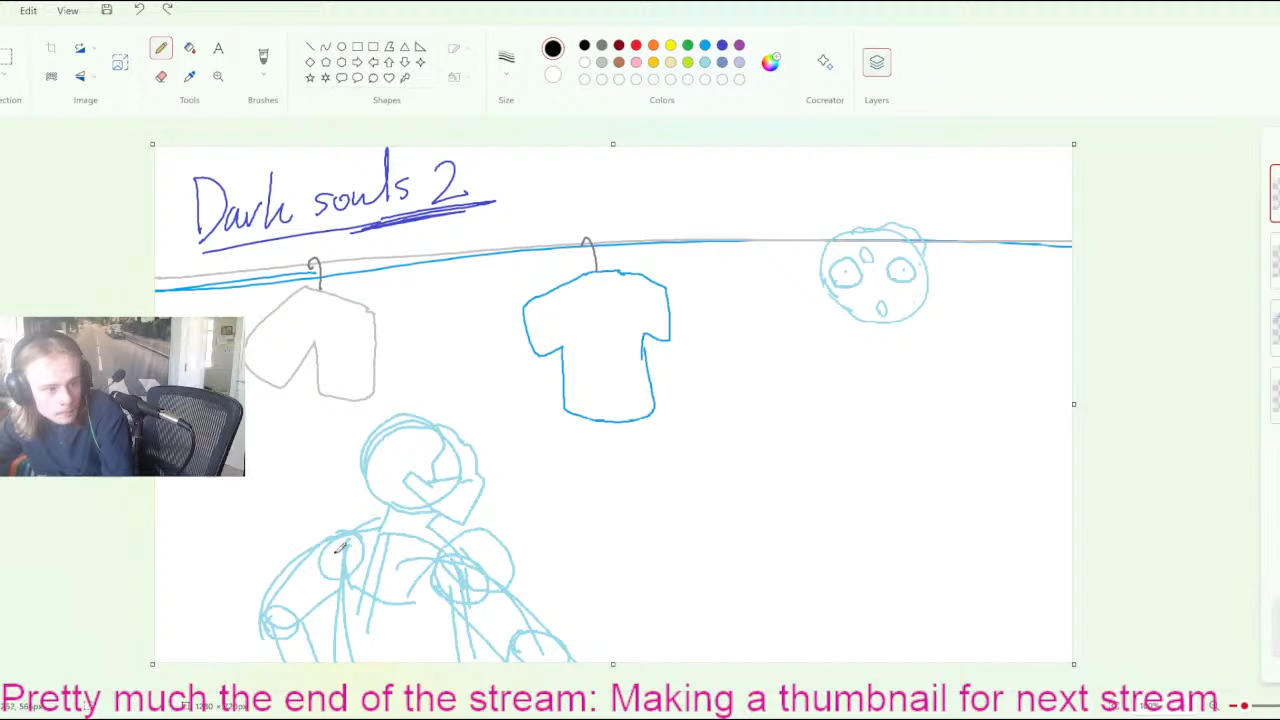 Edit View
Image Tools Brushes Shapes Size Colors Cocreator Layers
Dark souls 2
Pretty much the end of the stream: Making a thumbnail for next stream